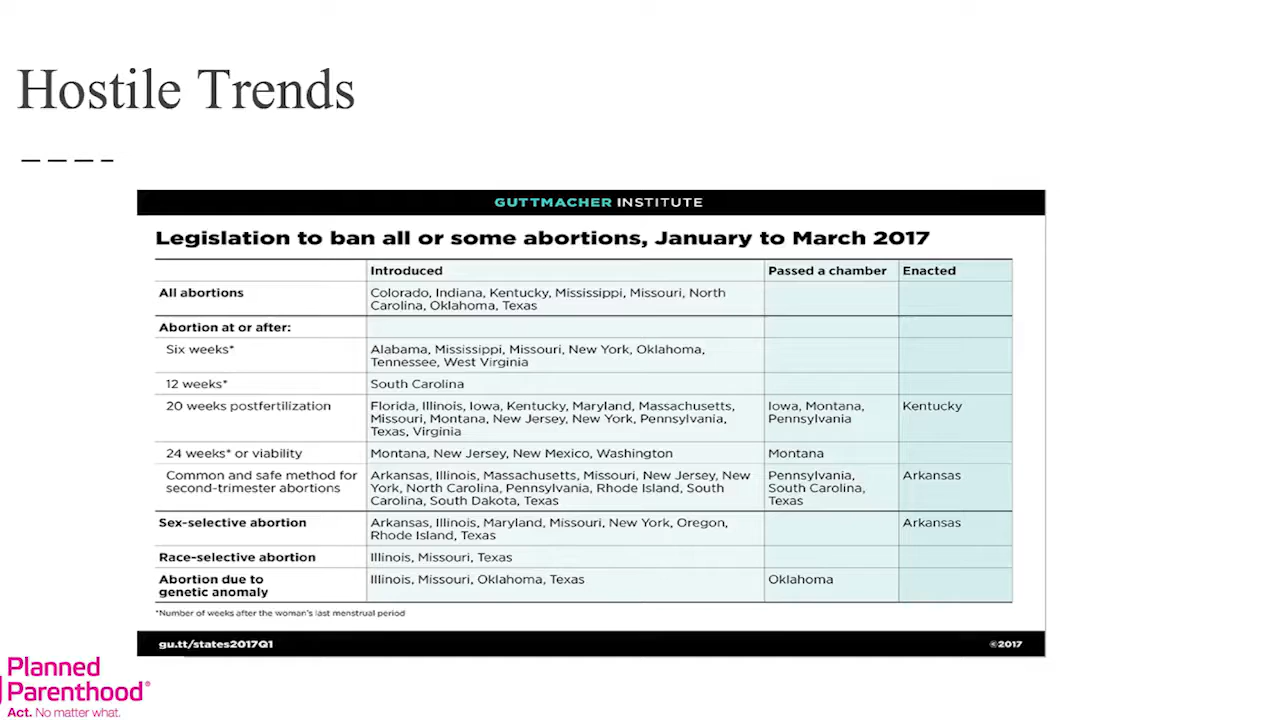 Hostile Trends
GUTTMACHER INSTITUTE
Legislation to ban all or some abortions, January to March 2017
Introduced Passed a chamber Enacted
All abortions Colorado, Indiana, Kentucky, Mississippi, Missouri, North
Carolina, Oklahoma, Texas
Abortion at or after:
Six weeks* Alabama, Mississippi, Missouri, New York, Oklahoma,
Tennessee, West Virginia
12 weeks* South Carolina
20 weeks postfertilization Florida, Illinois, Iowa, Kentucky, Maryland, Massachusetts, Iowa, Montana, Kentucky
Missouri, Montana, New Jersey, New York, Pennsylvania, Pennsylvania
Texas, Virginia
24 weeks* or viability Montana, New Jersey, New Mexico, Washington Montana
Common and safe method for Arkansas, Illinois, Massachusetts, Missouri, New Jersey, New Pennsylvania, Arkansas
second-trimester abortions York, North Carolina, Pennsylvania, Rhode Island, South South Carolina,
Carolina, South Dakota, Texas Texas
Sex-selective abortion Arkansas, Illinois, Maryland, Missouri, New York, Oregon, Arkansas
Rhode Island, Texas
Race-selective abortion Illinois, Missouri, Texas
Abortion due to Illinois, Missouri, Oklahoma, Texas Oklahoma
genetic anomaly
*Number of weeks after the woman's last menstrual period
gu.tt/states2017Q1 ©2017
Planned
Parenthood®
Act. No matter what.